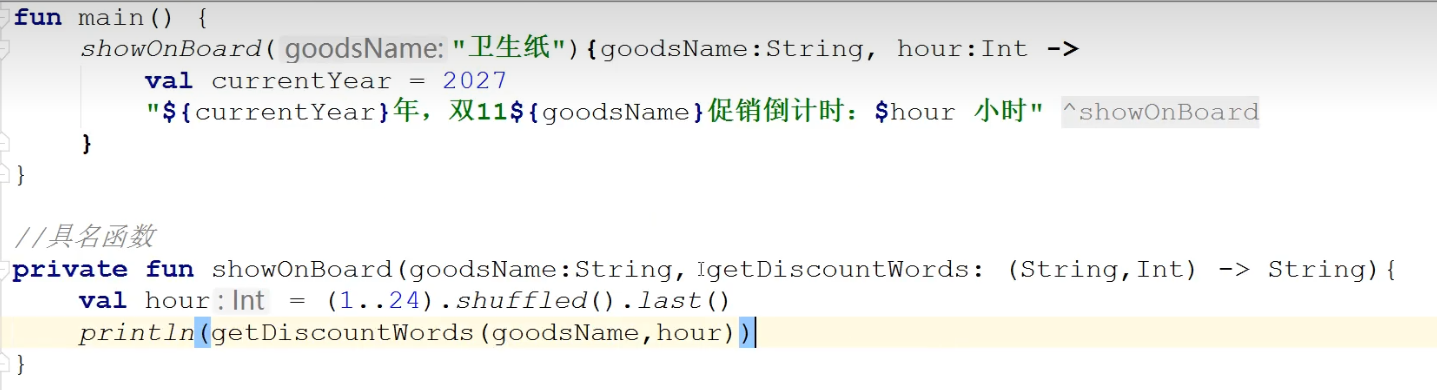 fun main() {
    showOnBoard( goodsName: "卫生纸"){goodsName:String, hour:Int ->
        val currentYear = 2027
        "${currentYear}年，双11${goodsName}促销倒计时：$hour 小时" ^showOnBoard
    }
}
//具名函数
private fun showOnBoard(goodsName:String, getDiscountWords: (String,Int) -> String){
    val hour : Int = (1..24).shuffled().last()
    println(getDiscountWords(goodsName,hour))
}